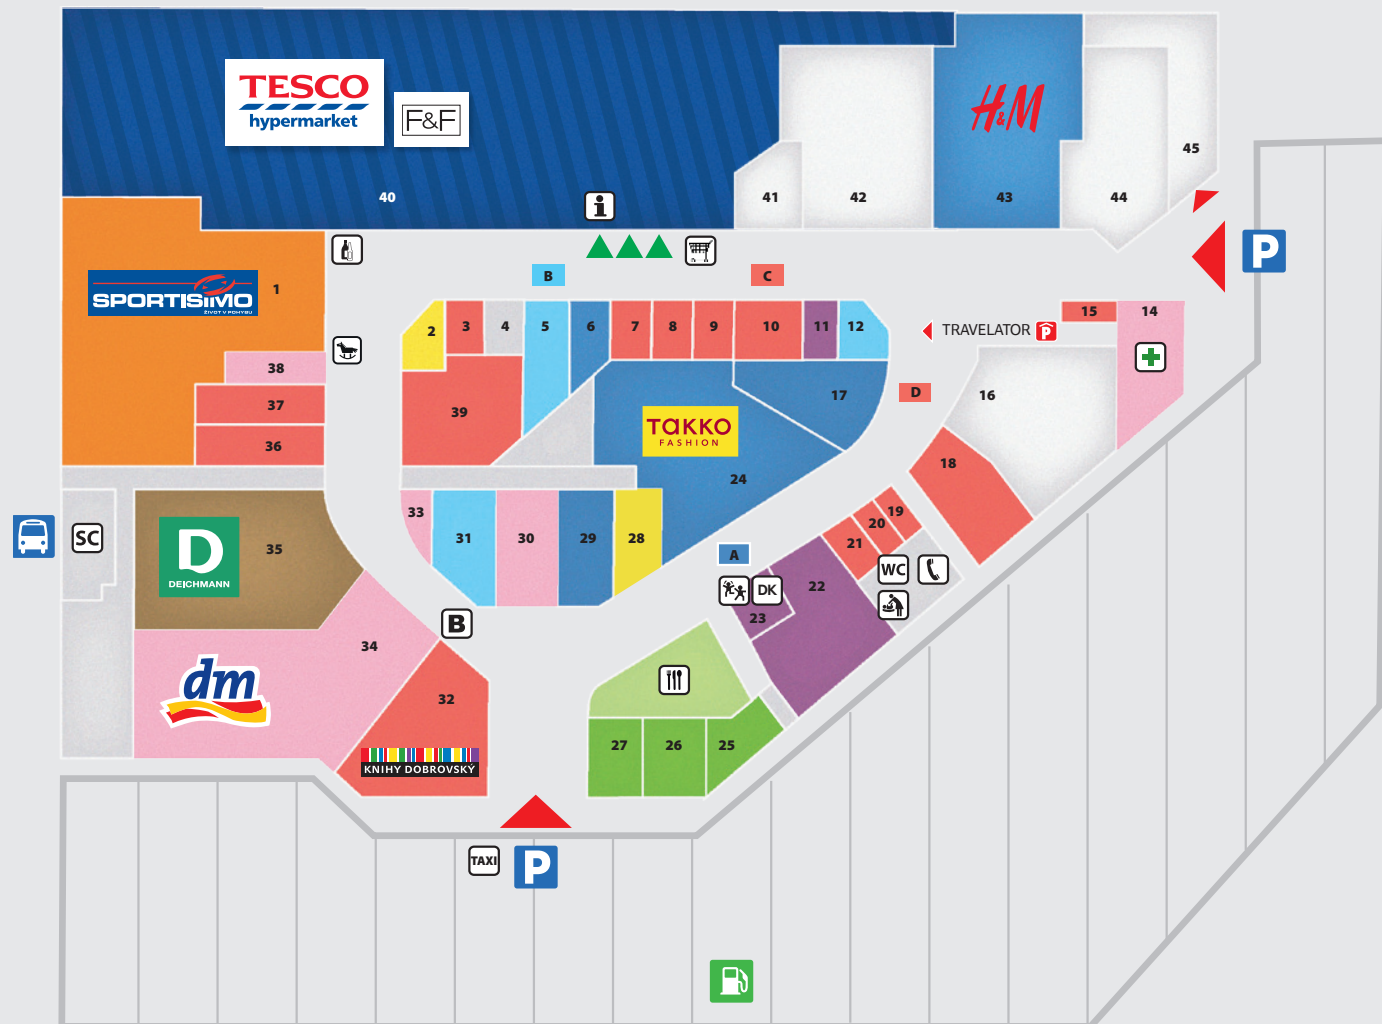 TESCO
hypermarket
F&F
H&M
45
40
41
42
43
44
i
P
B
C
SPORTISIMO
ŽIVOT V POHYBU
1
2
3
4
5
6
7
8
9
10
11
12
TRAVELATOR P
15
14
38
37
36
39
TAKKO
FASHION
17
D
16
24
18
33
31
30
29
28
SC
D
DEICHMANN
35
A
19
20
21
22
WC
DK
23
B
34
dm
32
KNIHY DOBROVSKÝ
27
26
25
TAXI
P